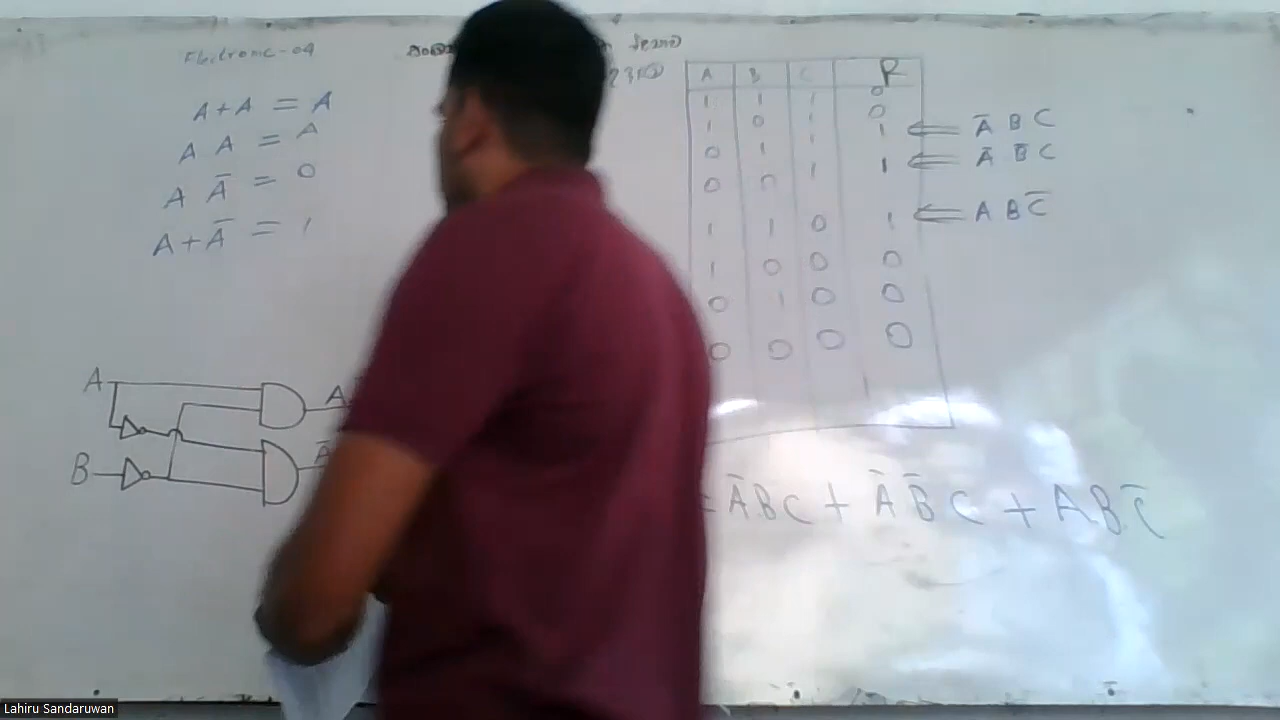 Electronic-04
A + A = A
A A = A
A A̅ = 0
A + A̅ = 1
A B C R
1 1 1 0
1 0 1 0
0 1 1 1 ⇐ A̅ B C
0 0 1 1 ⇐ A̅ B̅ C
1 1 0 1 ⇐ A B C̅
1 0 0 0
0 1 0 0
0 0 0 0
A A
B A̅
= A̅BC + A̅B̅C + ABC̅
Lahiru Sandaruwan